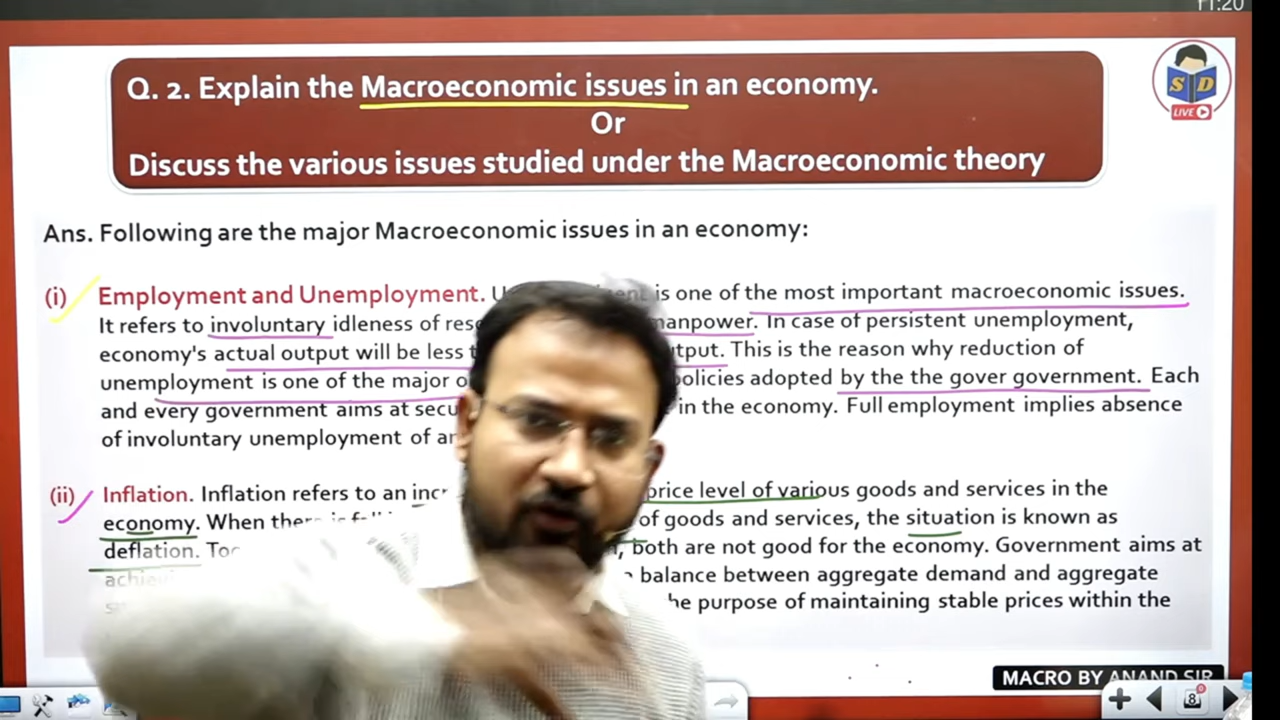 11:20
Q. 2. Explain the Macroeconomic issues in an economy.
Or
Discuss the various issues studied under the Macroeconomic theory
S D
LIVE
Ans. Following are the major Macroeconomic issues in an economy:
(i) Employment and Unemployment. is one of the most important macroeconomic issues.
It refers to involuntary idleness of manpower. In case of persistent unemployment,
economy's actual output will be less This is the reason why reduction of
unemployment is one of the major policies adopted by the the gover government. Each
and every government aims at in the economy. Full employment implies absence
of involuntary unemployment of
(ii) Inflation. Inflation refers to an price level of various goods and services in the
economy. When of goods and services, the situation is known as
deflation. both are not good for the economy. Government aims at
balance between aggregate demand and aggregate
purpose of maintaining stable prices within the
MACRO BY ANAND SIR
8